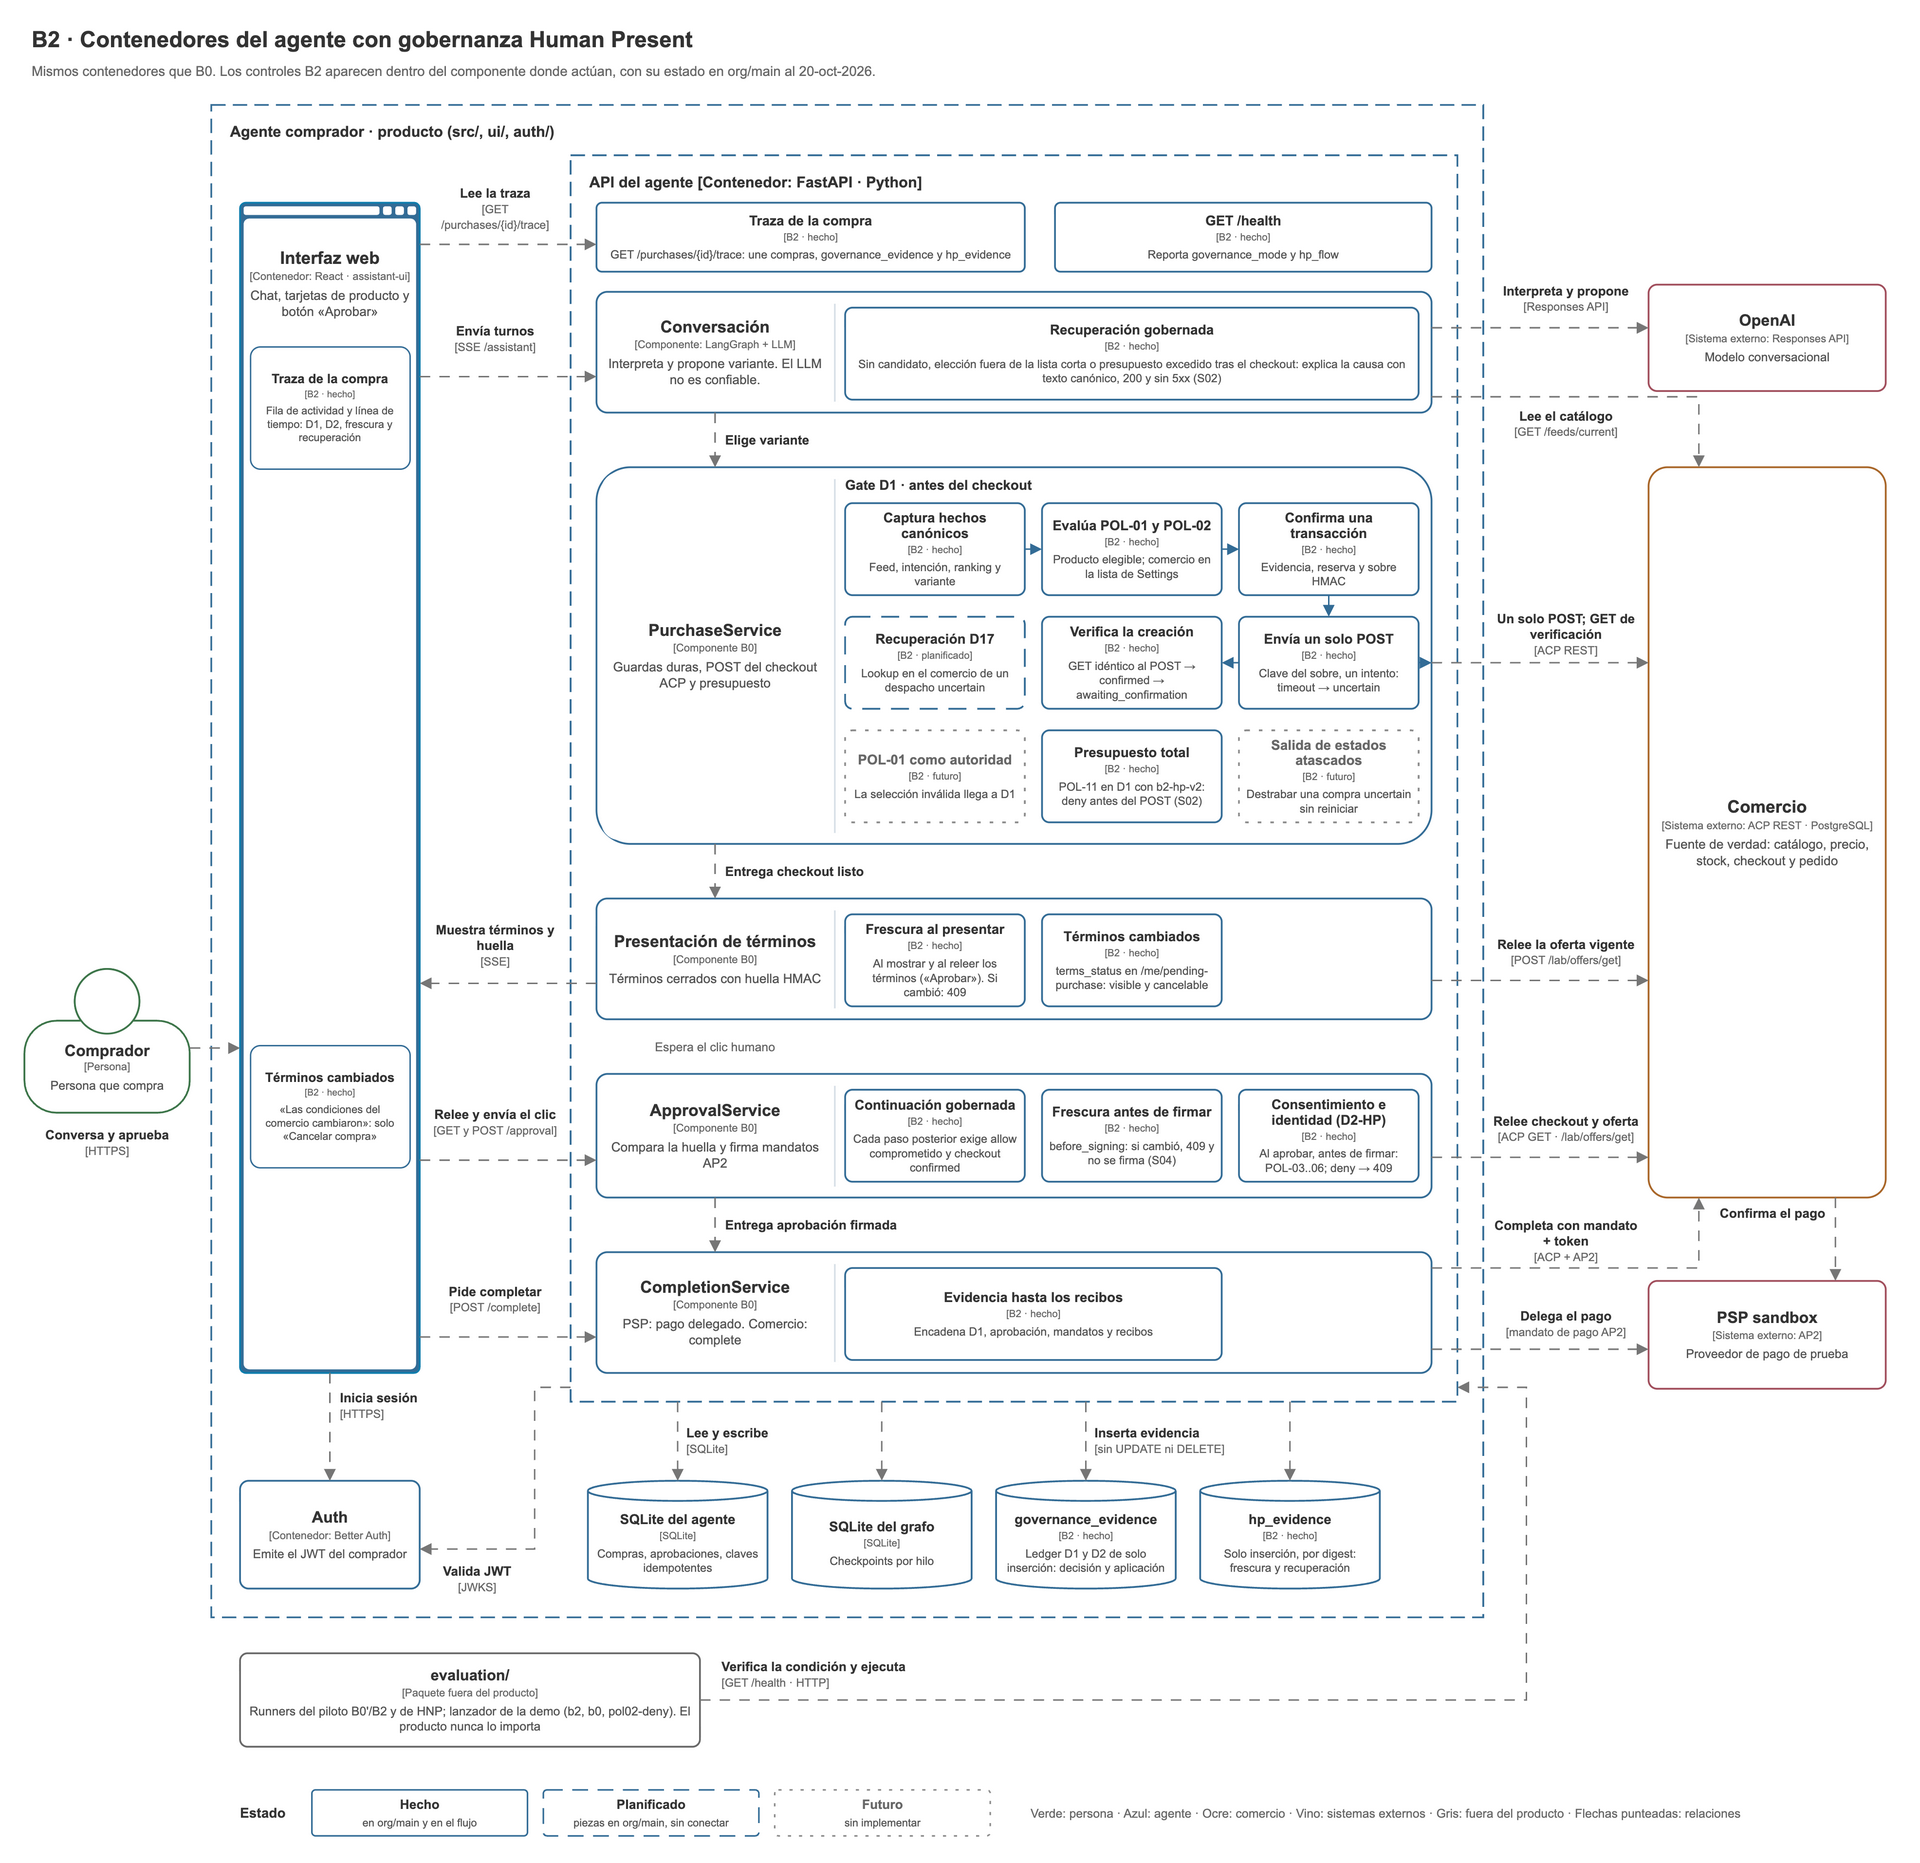 B2 · Contenedores del agente con gobernanza Human Present
Mismos contenedores que B0. Los controles B2 aparecen dentro del componente donde actúan, con su estado en org/main al 20-oct-2026.
Agente comprador · producto (src/, ui/, auth/)
API del agente [Contenedor: FastAPI · Python]
Lee la traza
[GET
/purchases/{id}/trace]
Traza de la compra
[B2 · hecho]
GET /purchases/{id}/trace: une compras, governance_evidence y hp_evidence
GET /health
[B2 · hecho]
Reporta governance_mode y hp_flow
Interfaz web
[Contenedor: React · assistant-ui]
Chat, tarjetas de producto y
botón «Aprobar»
Traza de la compra
[B2 · hecho]
Fila de actividad y línea de
tiempo: D1, D2, frescura y
recuperación
Envía turnos
[SSE /assistant]
Conversación
[Componente: LangGraph + LLM]
Interpreta y propone variante. El LLM
no es confiable.
Recuperación gobernada
[B2 · hecho]
Sin candidato, elección fuera de la lista corta o presupuesto excedido tras el checkout: explica la causa con
texto canónico, 200 y sin 5xx (S02)
Interpreta y propone
[Responses API]
OpenAI
[Sistema externo: Responses API]
Modelo conversacional
Lee el catálogo
[GET /feeds/current]
Elige variante
PurchaseService
[Componente B0]
Guardas duras, POST del checkout
ACP y presupuesto
Gate D1 · antes del checkout
Captura hechos
canónicos
[B2 · hecho]
Feed, intención, ranking y
variante
Evalúa POL-01 y POL-02
[B2 · hecho]
Producto elegible; comercio en
la lista de Settings
Confirma una
transacción
[B2 · hecho]
Evidencia, reserva y sobre
HMAC
Recuperación D17
[B2 · planificado]
Lookup en el comercio de un
despacho uncertain
Verifica la creación
[B2 · hecho]
GET idéntico al POST →
confirmed →
awaiting_confirmation
Envía un solo POST
[B2 · hecho]
Clave del sobre, un intento:
timeout → uncertain
POL-01 como autoridad
[B2 · futuro]
La selección inválida llega a D1
Presupuesto total
[B2 · hecho]
POL-11 en D1 con b2-hp-v2:
deny antes del POST (S02)
Salida de estados
atascados
[B2 · futuro]
Destrabar una compra uncertain
sin reiniciar
Un solo POST; GET de
verificación
[ACP REST]
Comercio
[Sistema externo: ACP REST · PostgreSQL]
Fuente de verdad: catálogo, precio,
stock, checkout y pedido
Entrega checkout listo
Muestra términos y
huella
[SSE]
Presentación de términos
[Componente B0]
Términos cerrados con huella HMAC
Frescura al presentar
[B2 · hecho]
Al mostrar y al releer los
términos («Aprobar»). Si
cambió: 409
Términos cambiados
[B2 · hecho]
terms_status en /me/pending-
purchase: visible y cancelable
Relee la oferta vigente
[POST /lab/offers/get]
Espera el clic humano
Comprador
[Persona]
Persona que compra
Conversa y aprueba
[HTTPS]
Términos cambiados
[B2 · hecho]
«Las condiciones del
comercio cambiaron»: solo
«Cancelar compra»
Relee y envía el clic
[GET y POST /approval]
ApprovalService
[Componente B0]
Compara la huella y firma mandatos
AP2
Continuación gobernada
[B2 · hecho]
Cada paso posterior exige allow
comprometido y checkout
confirmed
Frescura antes de firmar
[B2 · hecho]
before_signing: si cambió, 409 y
no se firma (S04)
Consentimiento e
identidad (D2-HP)
[B2 · hecho]
Al aprobar, antes de firmar:
POL-03..06; deny → 409
Relee checkout y oferta
[ACP GET · /lab/offers/get]
Entrega aprobación firmada
Completa con mandato
+ token
[ACP + AP2]
Confirma el pago
Pide completar
[POST /complete]
CompletionService
[Componente B0]
PSP: pago delegado. Comercio:
complete
Evidencia hasta los recibos
[B2 · hecho]
Encadena D1, aprobación, mandatos y recibos
Delega el pago
[mandato de pago AP2]
PSP sandbox
[Sistema externo: AP2]
Proveedor de pago de prueba
Inicia sesión
[HTTPS]
Lee y escribe
[SQLite]
Inserta evidencia
[sin UPDATE ni DELETE]
Auth
[Contenedor: Better Auth]
Emite el JWT del comprador
Valida JWT
[JWKS]
SQLite del agente
[SQLite]
Compras, aprobaciones, claves
idempotentes
SQLite del grafo
[SQLite]
Checkpoints por hilo
governance_evidence
[B2 · hecho]
Ledger D1 y D2 de solo
inserción: decisión y aplicación
hp_evidence
[B2 · hecho]
Solo inserción, por digest:
frescura y recuperación
evaluation/
[Paquete fuera del producto]
Runners del piloto B0'/B2 y de HNP; lanzador de la demo (b2, b0, pol02-deny). El
producto nunca lo importa
Verifica la condición y ejecuta
[GET /health · HTTP]
Estado
Hecho
en org/main y en el flujo
Planificado
piezas en org/main, sin conectar
Futuro
sin implementar
Verde: persona · Azul: agente · Ocre: comercio · Vino: sistemas externos · Gris: fuera del producto · Flechas punteadas: relaciones